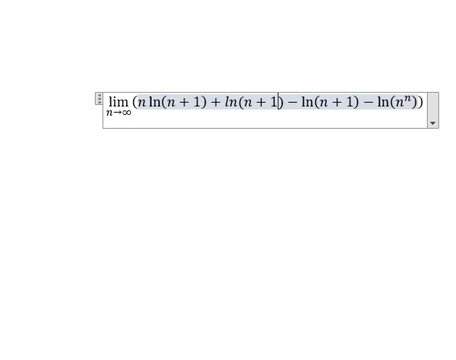 lim (n ln(n + 1) + ln(n + 1) − ln(n + 1) − ln(nⁿ))
n→∞